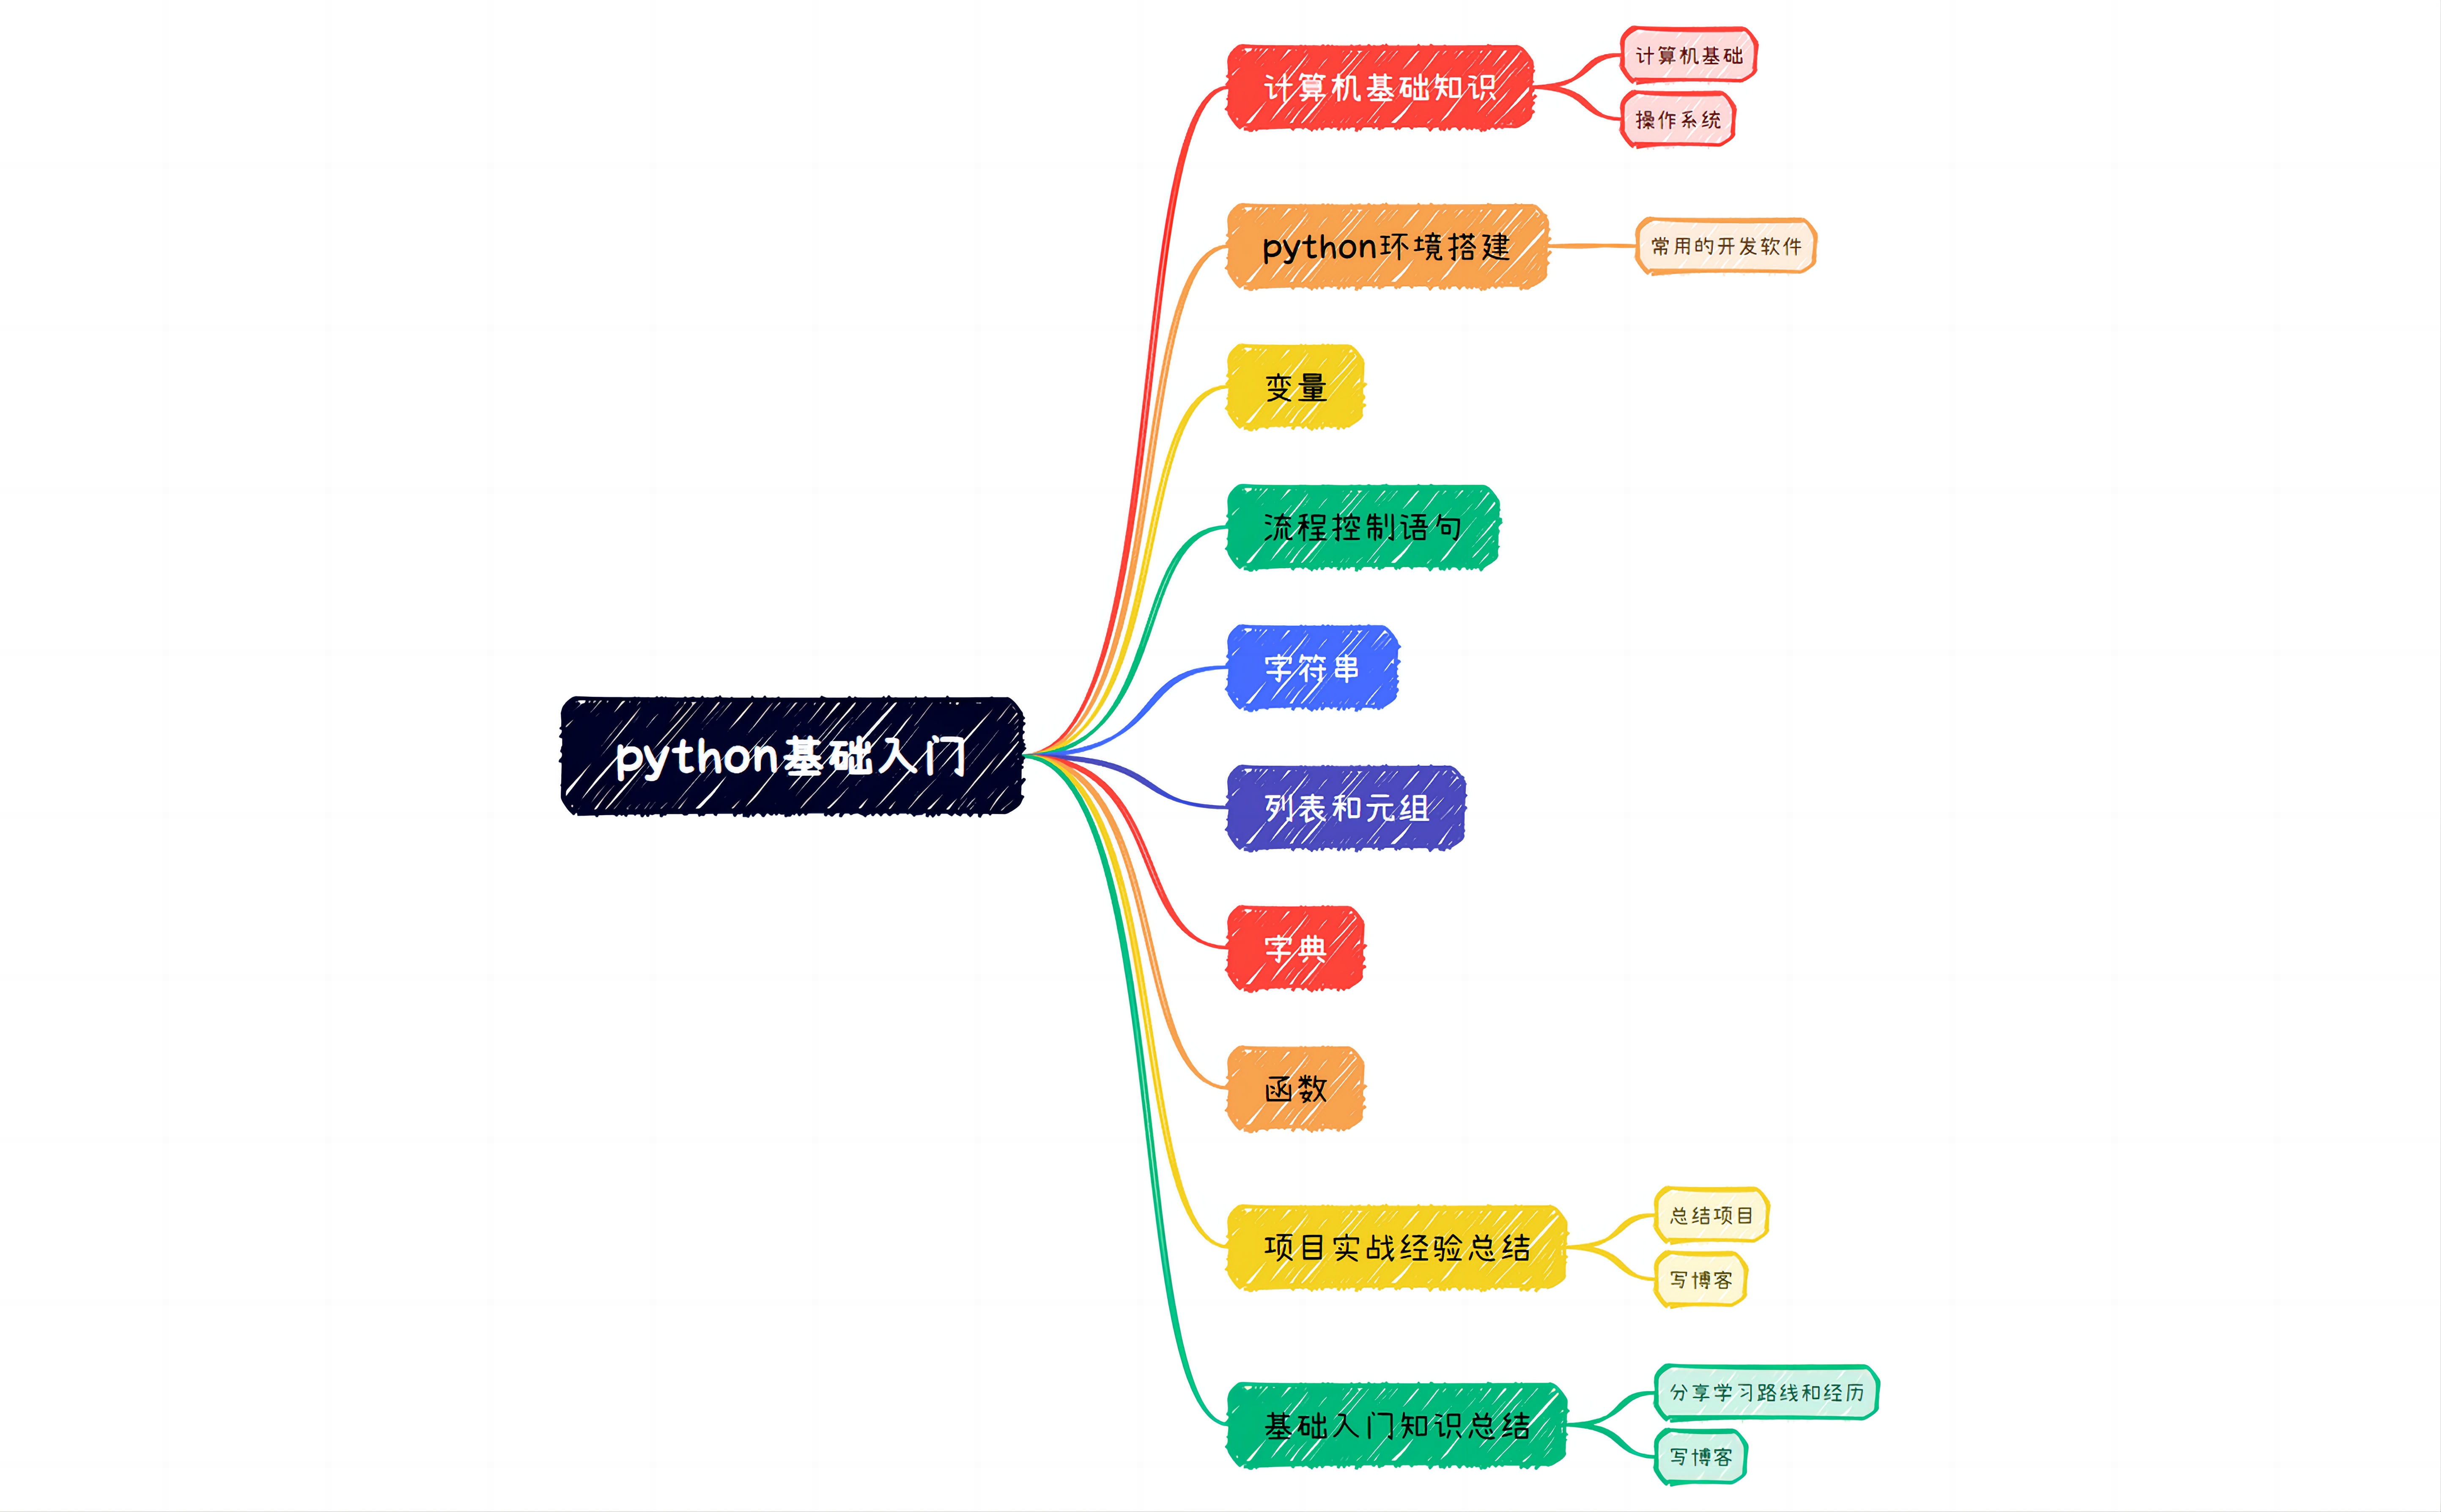 计算机基础
计算机基础知识
操作系统
python环境搭建
常用的开发软件
变量
流程控制语句
字符串
python基础入门
列表和元组
字典
函数
总结项目
项目实战经验总结
写博客
分享学习路线和经历
基础入门知识总结
写博客